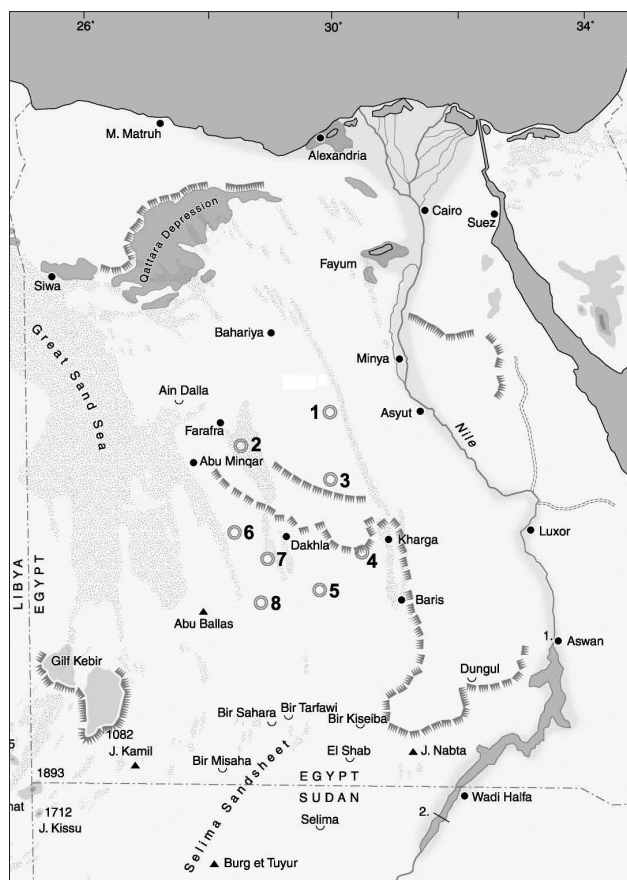 26°
30°
34°
M. Matruh
Alexandria
Cairo
Suez
Qattara Depression
Fayum
Siwa
Great Sand Sea
Bahariya
Minya
Ain Dalla
1
Asyut
Nile
Farafra
2
Abu Minqar
3
6
Dakhla
Kharga
Luxor
7
4
5
8
Baris
LIBYA
EGYPT
Abu Ballas
1.
Aswan
Gilf Kebir
Dungul
Bir Sahara
Bir Tarfawi
Bir Kiseiba
1082
J. Kamil
El Shab
J. Nabta
Bir Misaha
1893
EGYPT
SUDAN
Selima Sandsheet
Wadi Halfa
2.
1712
J. Kissu
Selima
Burg et Tuyur